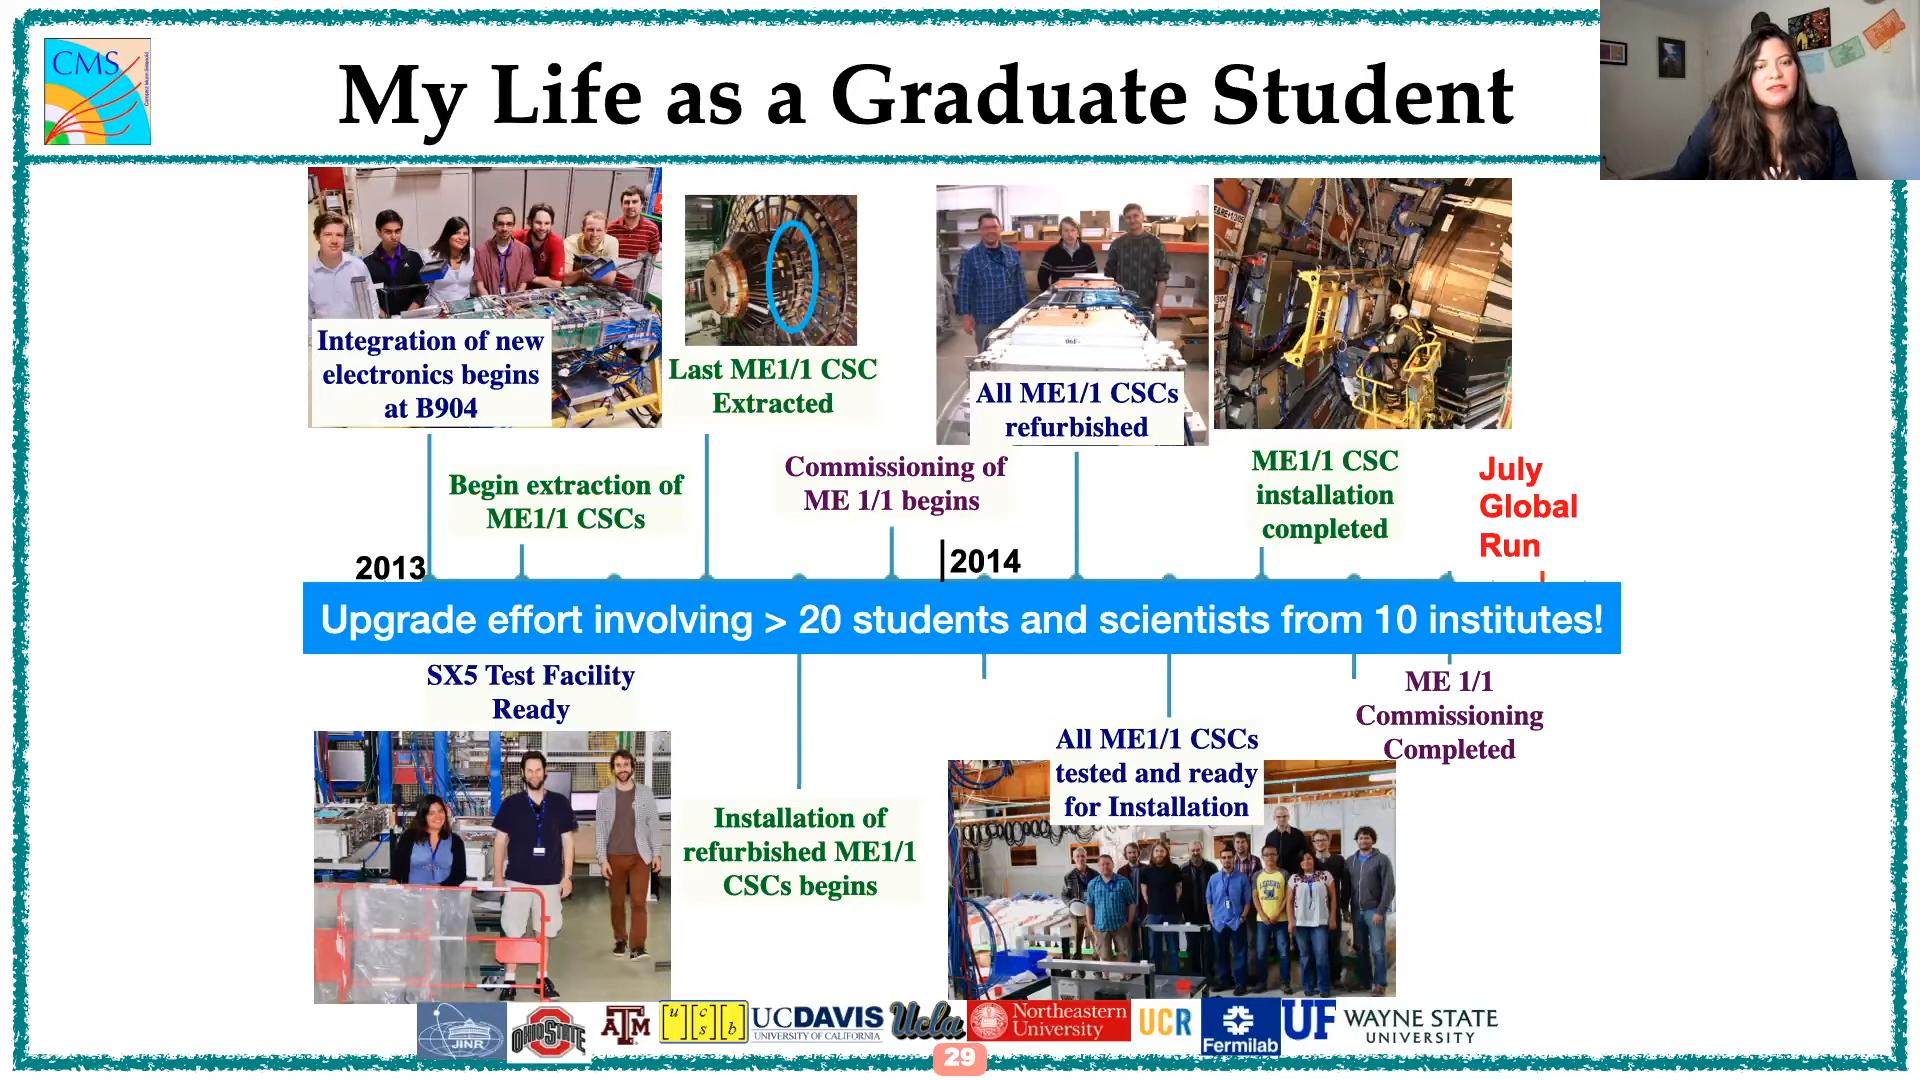 CMS
My Life as a Graduate Student
Integration of new
electronics begins
at B904
Last ME1/1 CSC
Extracted
All ME1/1 CSCs
refurbished
Begin extraction of
ME1/1 CSCs
Commissioning of
ME 1/1 begins
ME1/1 CSC
installation
completed
July
Global
Run
2013
2014
Upgrade effort involving > 20 students and scientists from 10 institutes!
SX5 Test Facility
Ready
ME 1/1
Commissioning
Completed
All ME1/1 CSCs
tested and ready
for Installation
Installation of
refurbished ME1/1
CSCs begins
JINR
OHIO STATE
ATM
u c s b
UCDAVIS
UNIVERSITY OF CALIFORNIA
Ucla
Northeastern
University
UCR
Fermilab
UF
WAYNE STATE
UNIVERSITY
29